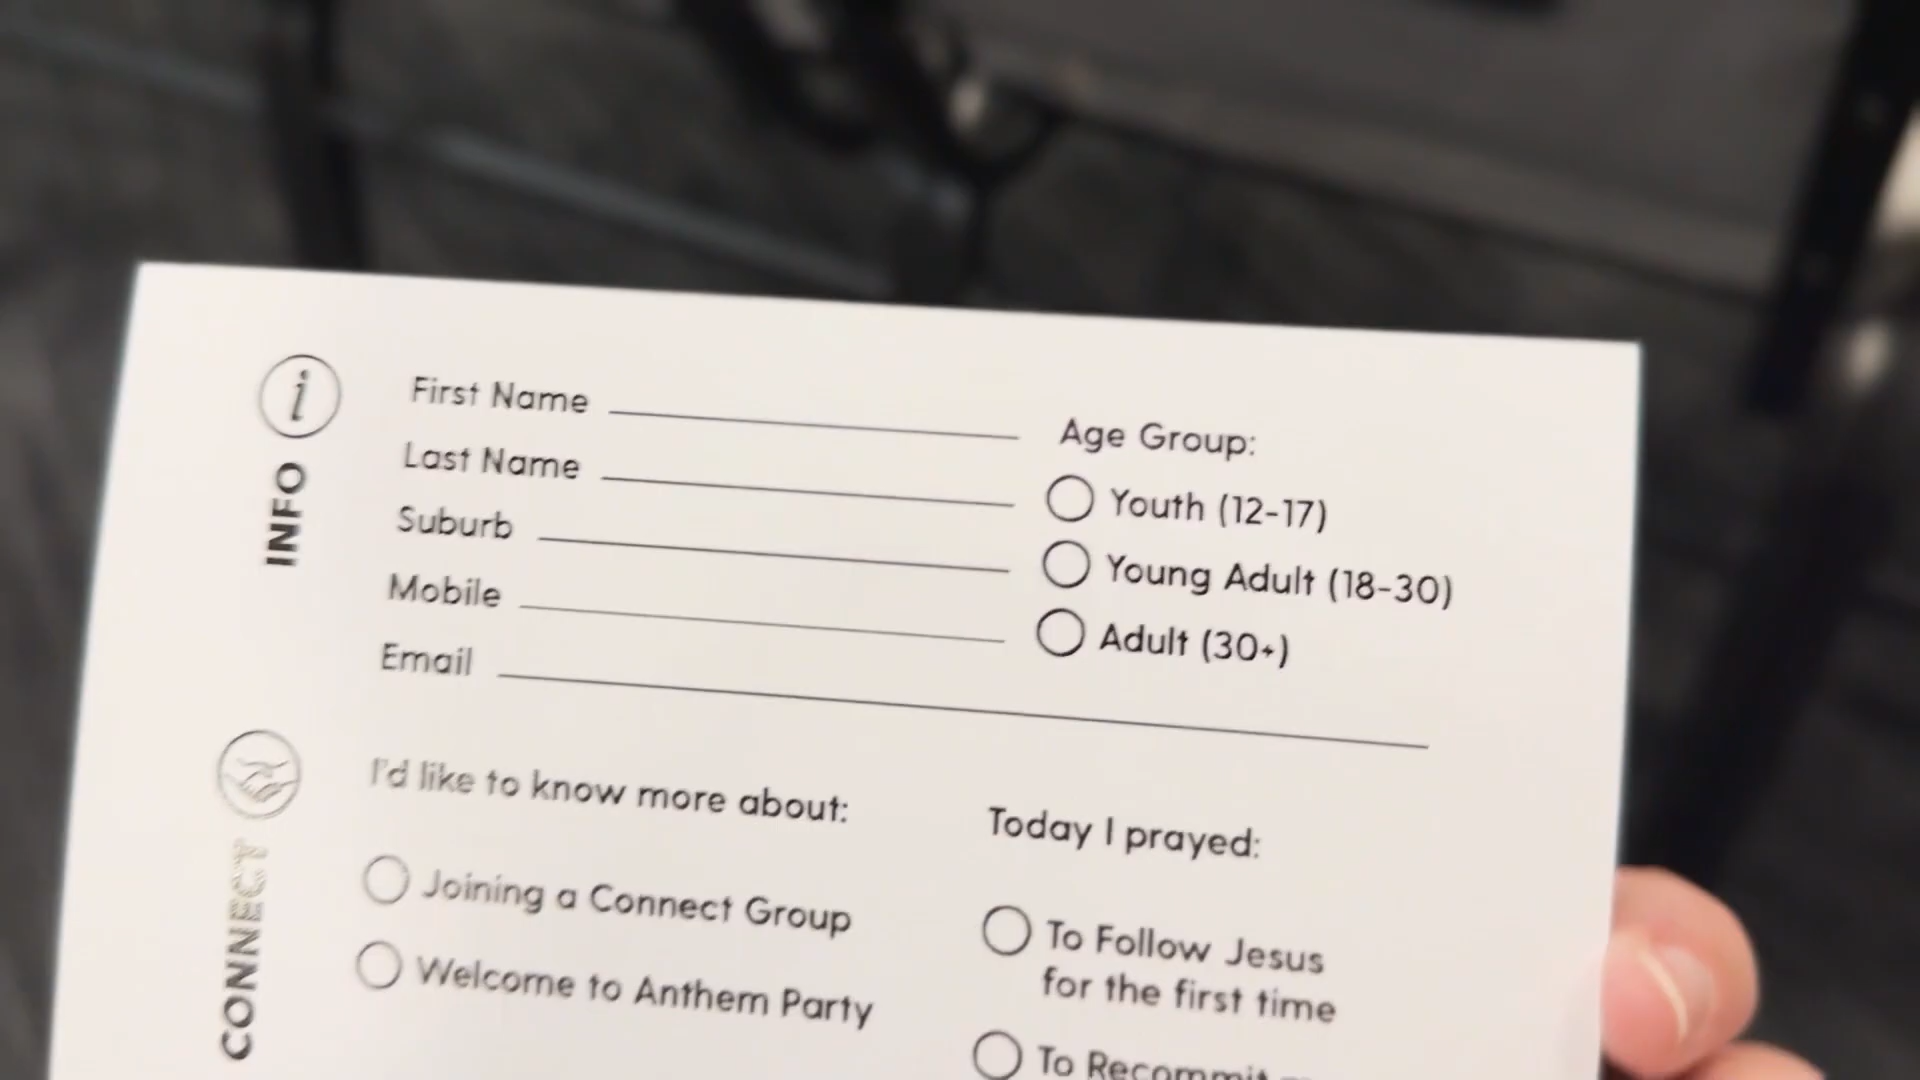 i
INFO
First Name
Last Name
Suburb
Mobile
Email
Age Group:
Youth (12-17)
Young Adult (18-30)
Adult (30+)
CONNECT
I'd like to know more about:
Joining a Connect Group
Welcome to Anthem Party
Today I prayed:
To Follow Jesus
for the first time
To Recommit